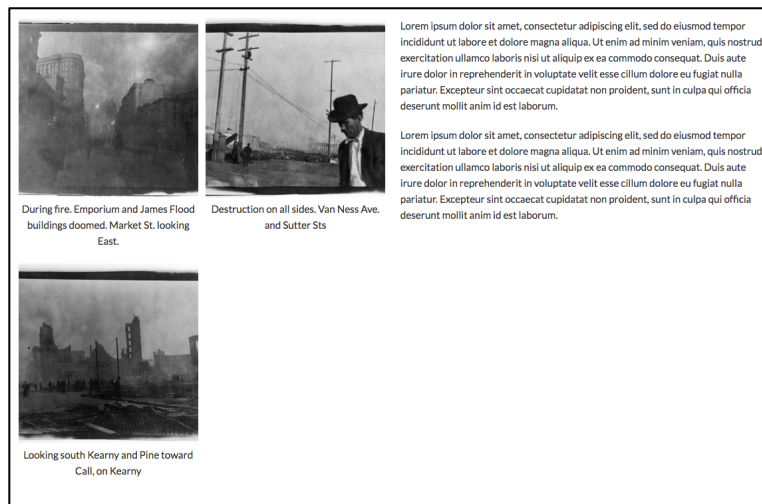 During fire. Emporium and James Flood
buildings doomed. Market St. looking
East.
Destruction on all sides. Van Ness Ave.
and Sutter Sts
Looking south Kearny and Pine toward
Call, on Kearny
Lorem ipsum dolor sit amet, consectetur adipiscing elit, sed do eiusmod tempor
incididunt ut labore et dolore magna aliqua. Ut enim ad minim veniam, quis nostrud
exercitation ullamco laboris nisi ut aliquip ex ea commodo consequat. Duis aute
irure dolor in reprehenderit in voluptate velit esse cillum dolore eu fugiat nulla
pariatur. Excepteur sint occaecat cupidatat non proident, sunt in culpa qui officia
deserunt mollit anim id est laborum.
Lorem ipsum dolor sit amet, consectetur adipiscing elit, sed do eiusmod tempor
incididunt ut labore et dolore magna aliqua. Ut enim ad minim veniam, quis nostrud
exercitation ullamco laboris nisi ut aliquip ex ea commodo consequat. Duis aute
irure dolor in reprehenderit in voluptate velit esse cillum dolore eu fugiat nulla
pariatur. Excepteur sint occaecat cupidatat non proident, sunt in culpa qui officia
deserunt mollit anim id est laborum.